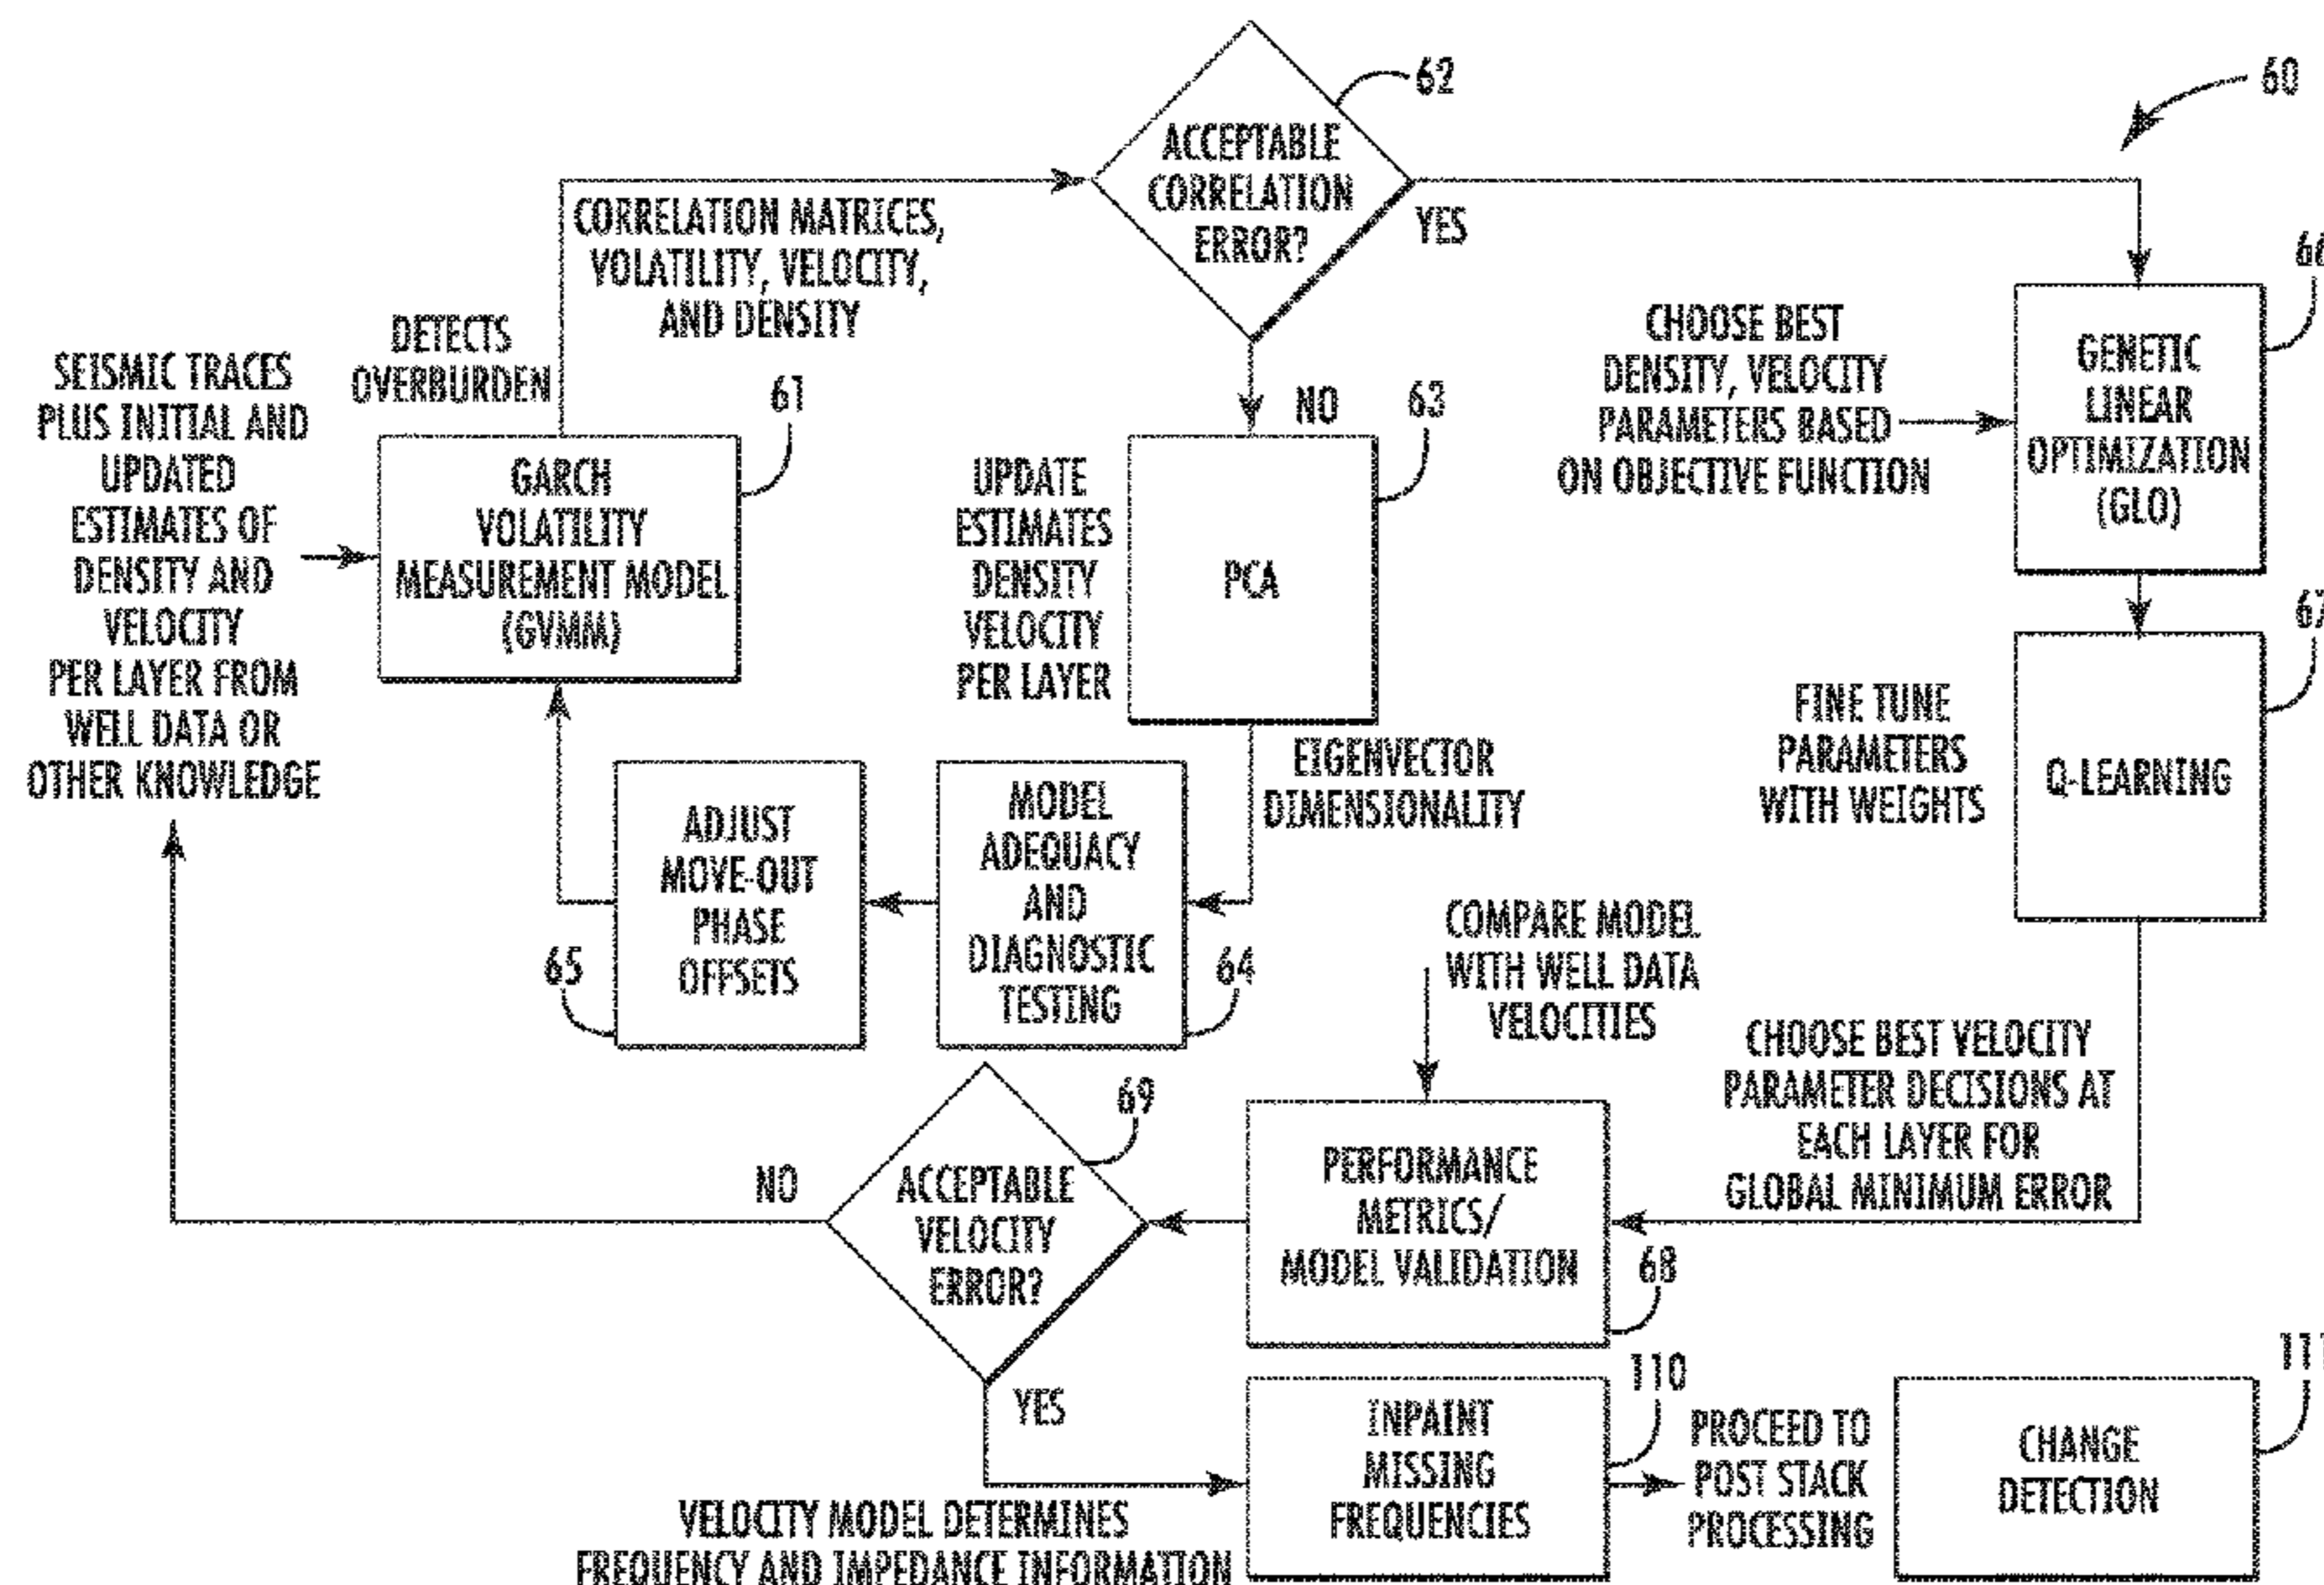 62
60
ACCEPTABLE
CORRELATION
ERROR?
YES
NO
CORRELATION MATRICES,
VOLATILITY, VELOCITY,
AND DENSITY
DETECTS
OVERBURDEN
SEISMIC TRACES
PLUS INITIAL AND
UPDATED
ESTIMATES OF
DENSITY AND
VELOCITY
PER LAYER FROM
WELL DATA OR
OTHER KNOWLEDGE
61
GARCH
VOLATILITY
MEASUREMENT MODEL
(GVMM)
UPDATE
ESTIMATES
DENSITY
VELOCITY
PER LAYER
63
PCA
EIGENVECTOR
DIMENSIONALITY
CHOOSE BEST
DENSITY, VELOCITY
PARAMETERS BASED
ON OBJECTIVE FUNCTION
66
GENETIC
LINEAR
OPTIMIZATION
(GLO)
67
FINE TUNE
PARAMETERS
WITH WEIGHTS
Q-LEARNING
65
ADJUST
MOVE-OUT
PHASE
OFFSETS
MODEL
ADEQUACY
AND
DIAGNOSTIC
TESTING
64
COMPARE MODEL
WITH WELL DATA
VELOCITIES
CHOOSE BEST VELOCITY
PARAMETER DECISIONS AT
EACH LAYER FOR
GLOBAL MINIMUM ERROR
69
NO
ACCEPTABLE
VELOCITY
ERROR?
YES
PERFORMANCE
METRICS/
MODEL VALIDATION
68
110
INPAINT
MISSING
FREQUENCIES
PROCEED TO
POST STACK
PROCESSING
111
CHANGE
DETECTION
VELOCITY MODEL DETERMINES
FREQUENCY AND IMPEDANCE INFORMATION